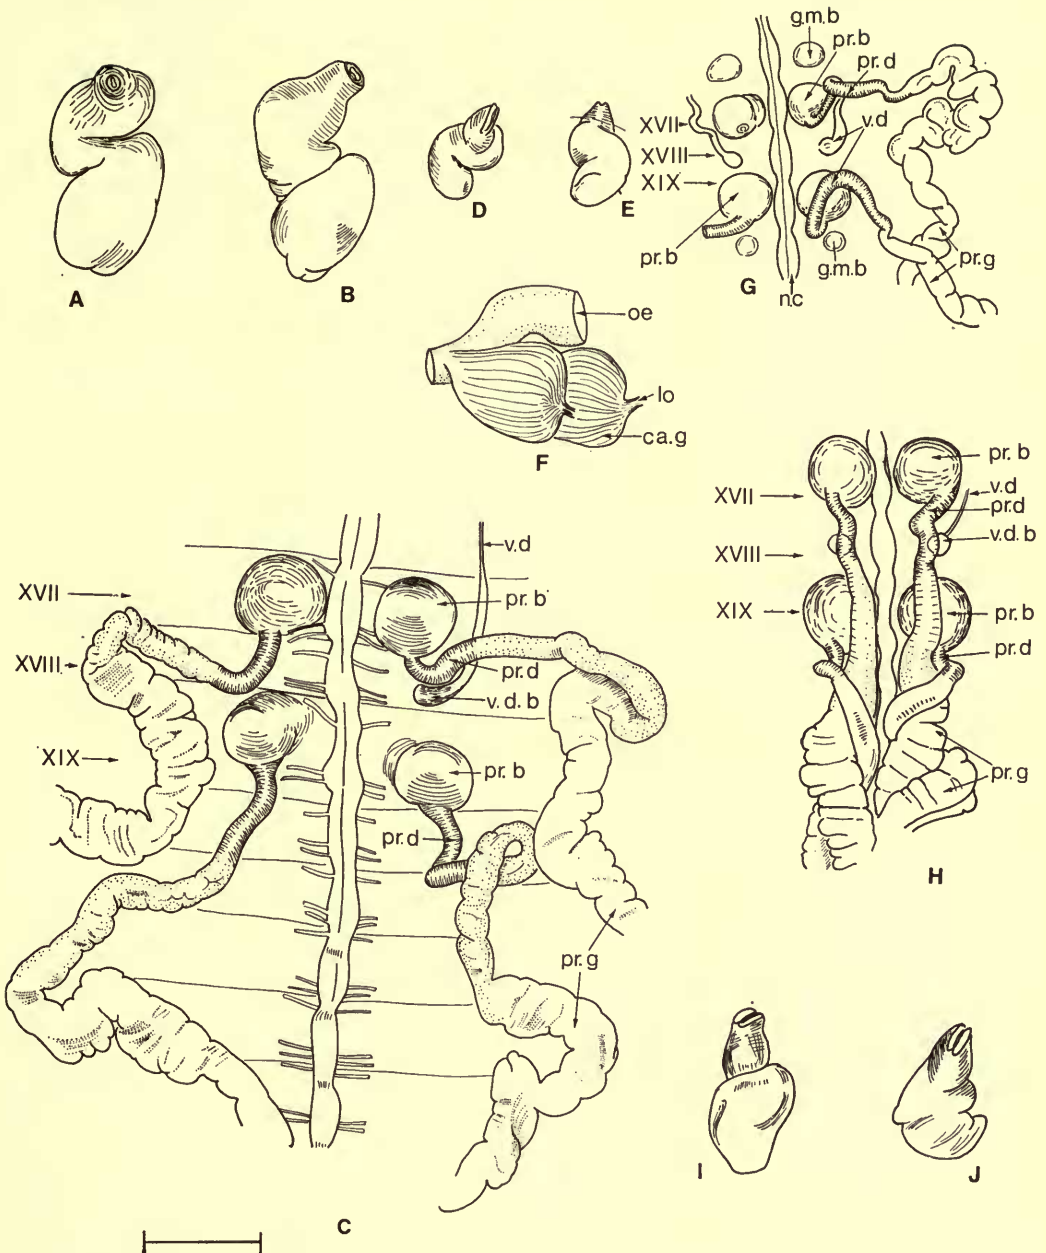 A
B
D
E
g.m.b
pr.b
pr.d
v.d
XVII
XVIII
XIX
pr.b
g.m.b
pr.g
G
n.c
oe
lo
ca.g
F
XVII
XVIII
XIX
v.d
pr.b
pr.d
v.d.b
pr.b
pr.d
pr.g
C
XVII
XVIII
XIX
pr.b
v.d
pr.d
v.d.b
pr.b
pr.d
pr.g
H
I
J